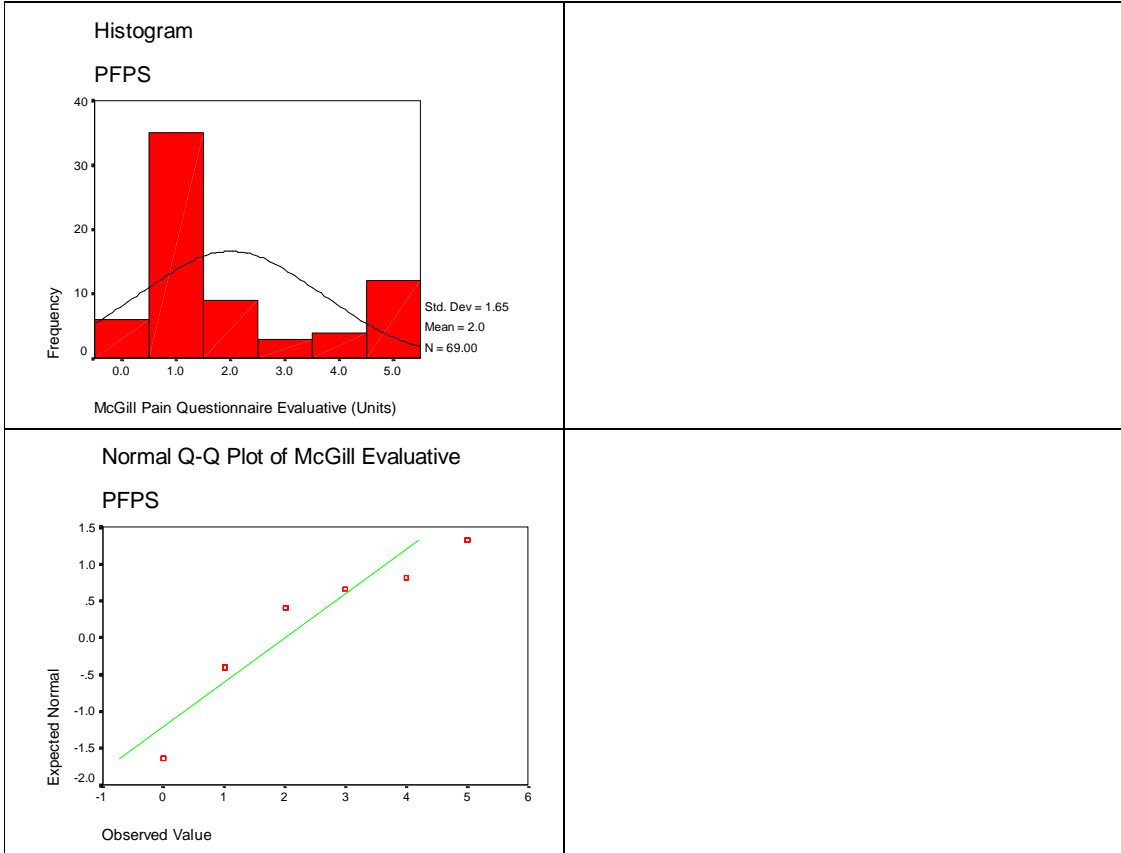 Histogram
PFPS
40
30
20
10
0
Frequency
0.0 1.0 2.0 3.0 4.0 5.0
Std. Dev = 1.65
Mean = 2.0
N = 69.00
McGill Pain Questionnaire Evaluative (Units)
Normal Q-Q Plot of McGill Evaluative
PFPS
1.5
1.0
.5
0.0
-.5
-1.0
-1.5
-2.0
Expected Normal
-1 0 1 2 3 4 5 6
Observed Value